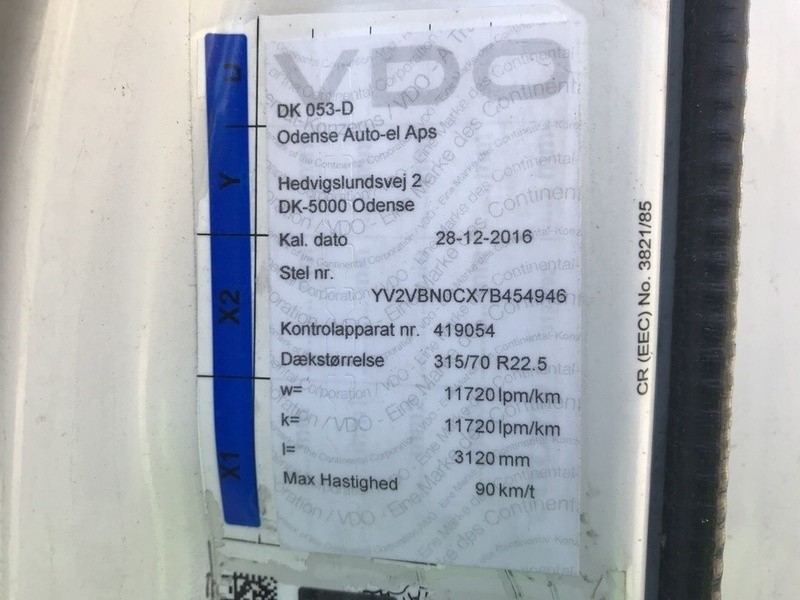 VDO
DK 053-D
Odense Auto-el Aps
Hedvigslundsvej 2
DK-5000 Odense
Kal. dato 28-12-2016
Stel nr.
YV2VBN0CX7B454946
Kontrolapparat nr. 419054
Dækstørrelse 315/70 R22.5
w= 11720 lpm/km
k= 11720 lpm/km
l= 3120 mm
Max Hastighed 90 km/t
Y
X2
X1
CR (EEC) No. 3821/85